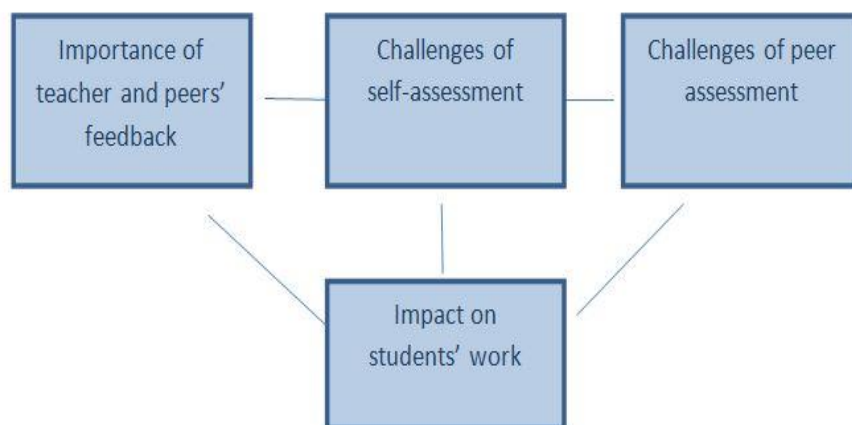 Importance of
teacher and peers’
feedback
Challenges of
self-assessment
Challenges of peer
assessment
Impact on
students’ work